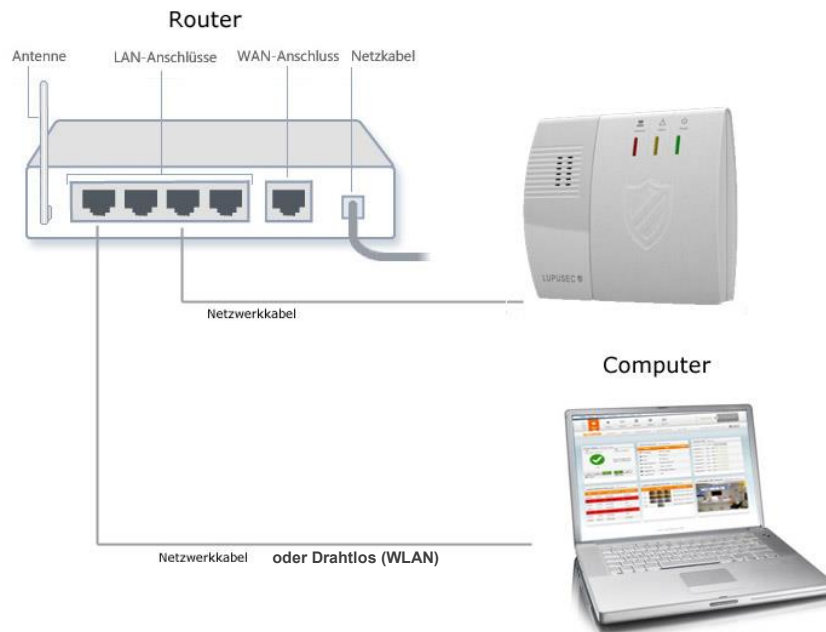 Router
Antenne
LAN-Anschlüsse
WAN-Anschluss
Netzkabel
LUPUSEC
Netzwerkkabel
Computer
Netzwerkkabel oder Drahtlos (WLAN)